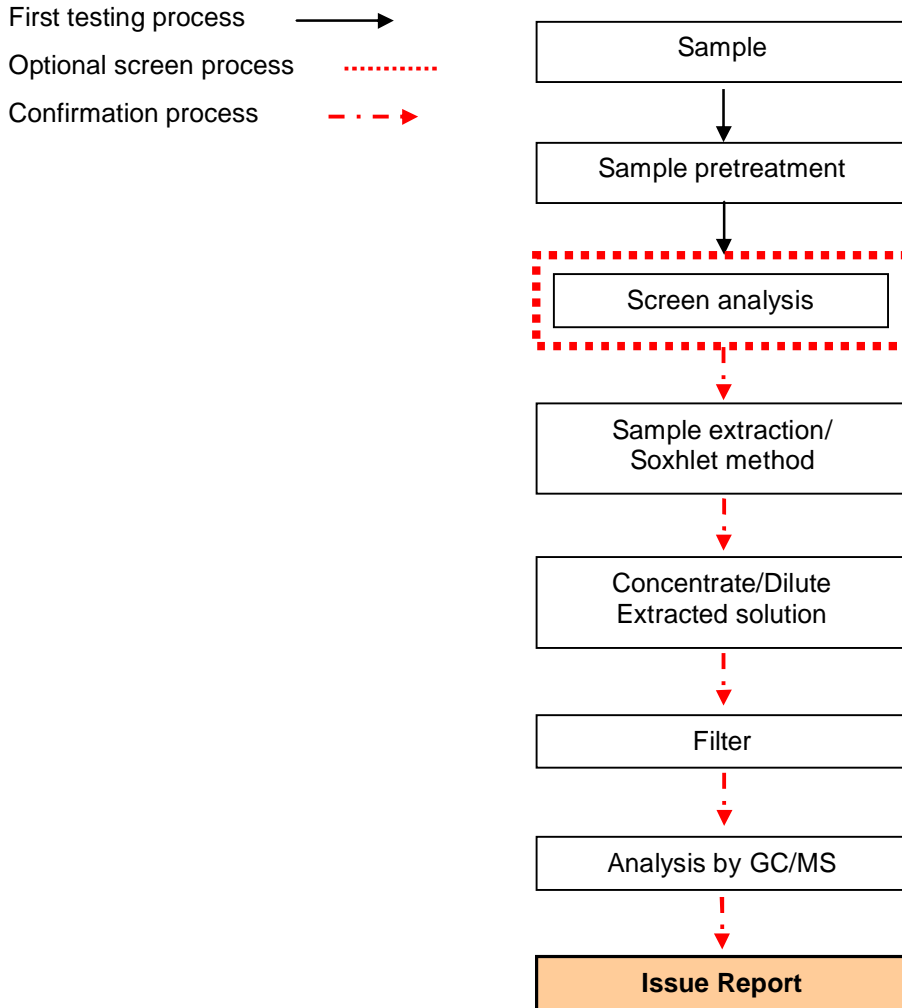 First testing process
Optional screen process
Confirmation process
Sample
Sample pretreatment
Screen analysis
Sample extraction/
Soxhlet method
Concentrate/Dilute
Extracted solution
Filter
Analysis by GC/MS
Issue Report